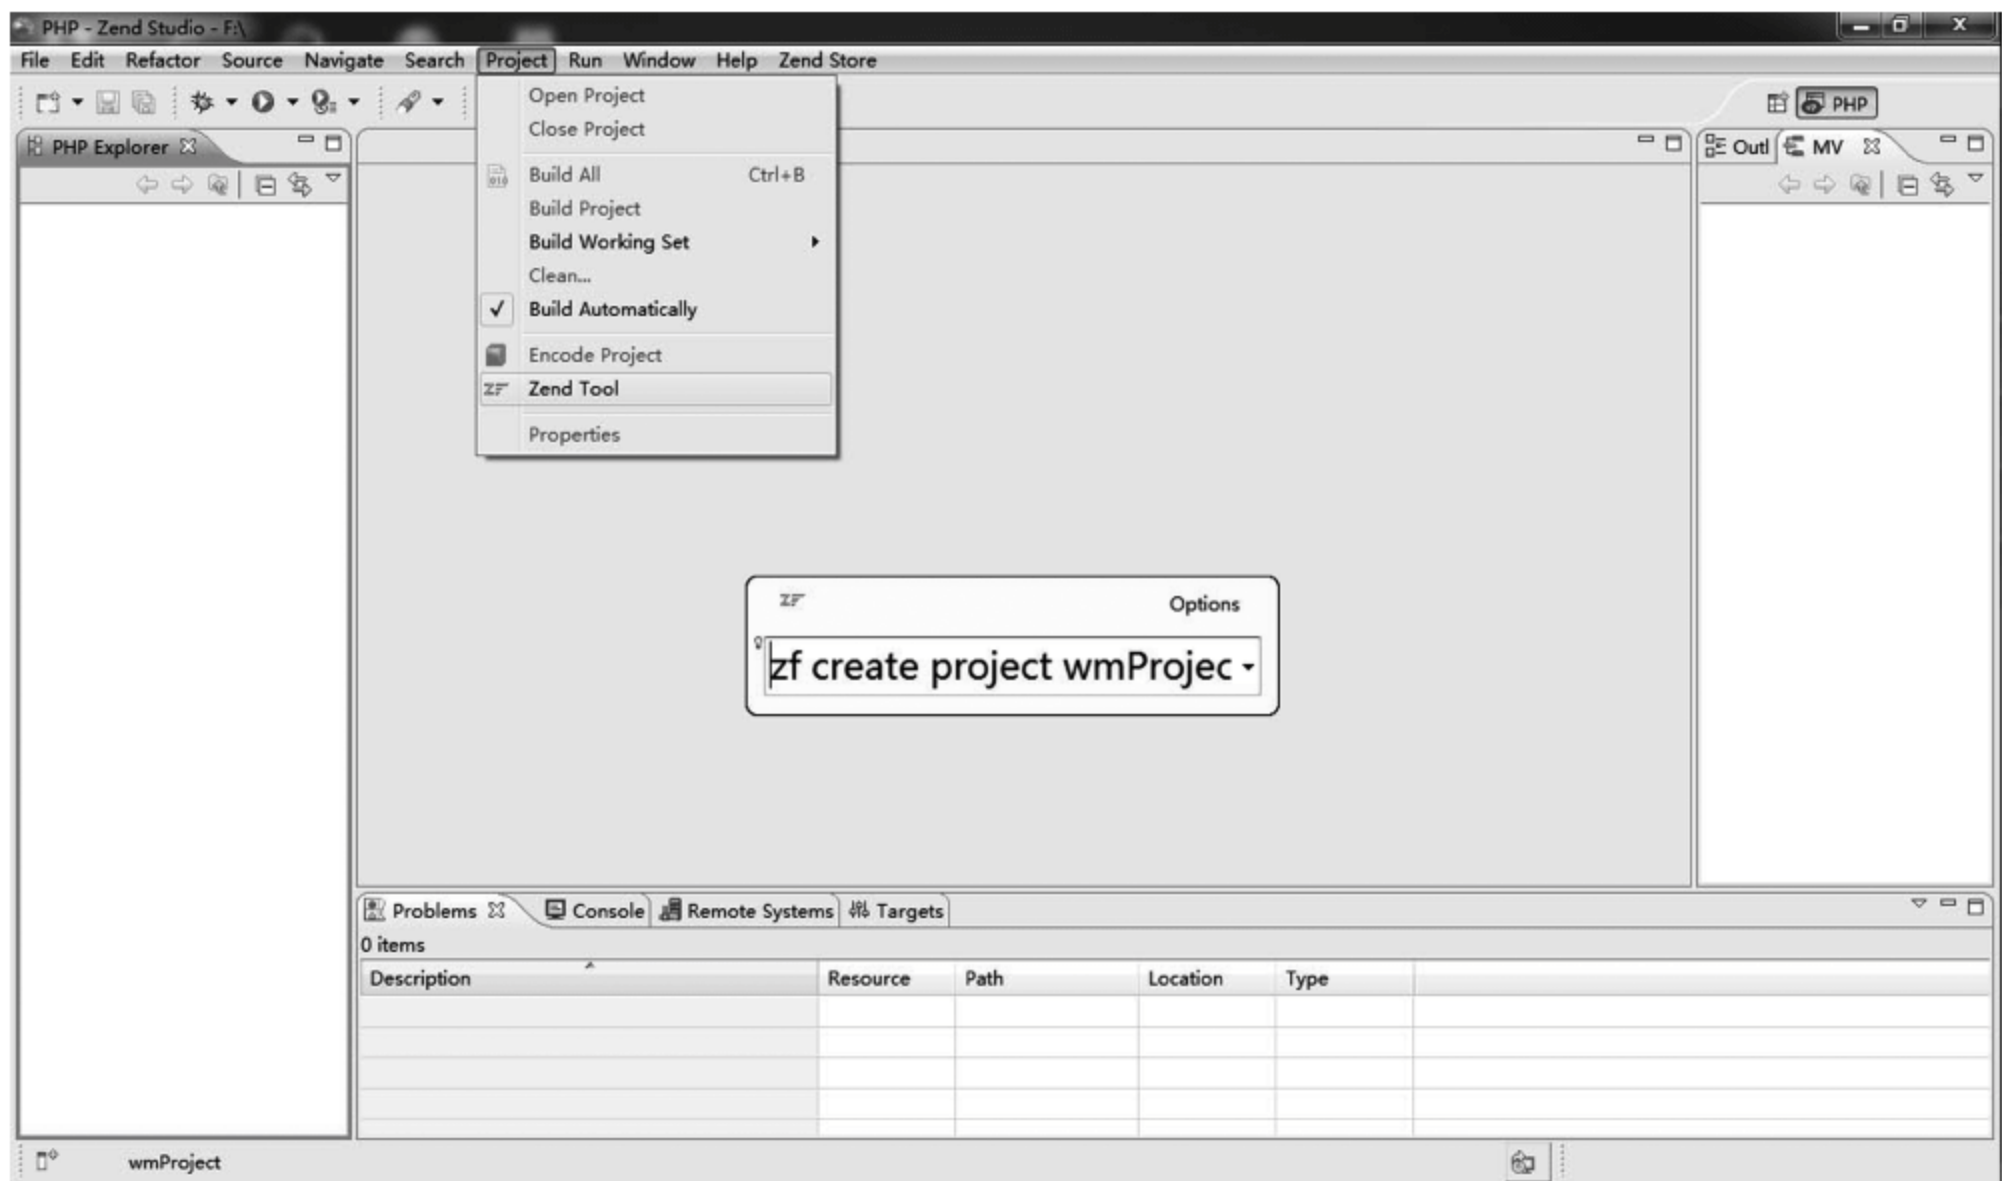 PHP - Zend Studio - F:\
File Edit Refactor Source Navigate Search Project Run Window Help Zend Store
PHP
PHP Explorer
Open Project
Close Project
Build All Ctrl+B
Build Project
Build Working Set
Clean...
Build Automatically
Encode Project
ZF Zend Tool
Properties
Outl MV
ZF Options
zf create project wmProjec
Problems Console Remote Systems Targets
0 items
Description Resource Path Location Type
wmProject